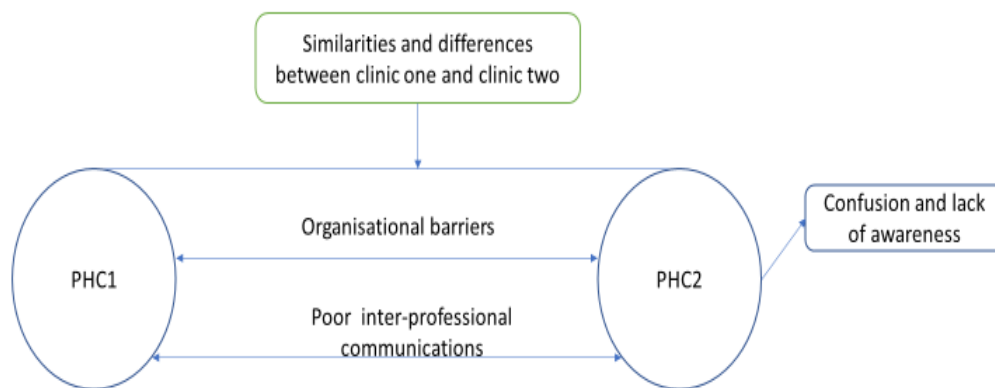 Similarities and differences
between clinic one and clinic two
Organisational barriers
Confusion and lack
of awareness
PHC1
PHC2
Poor inter-professional
communications